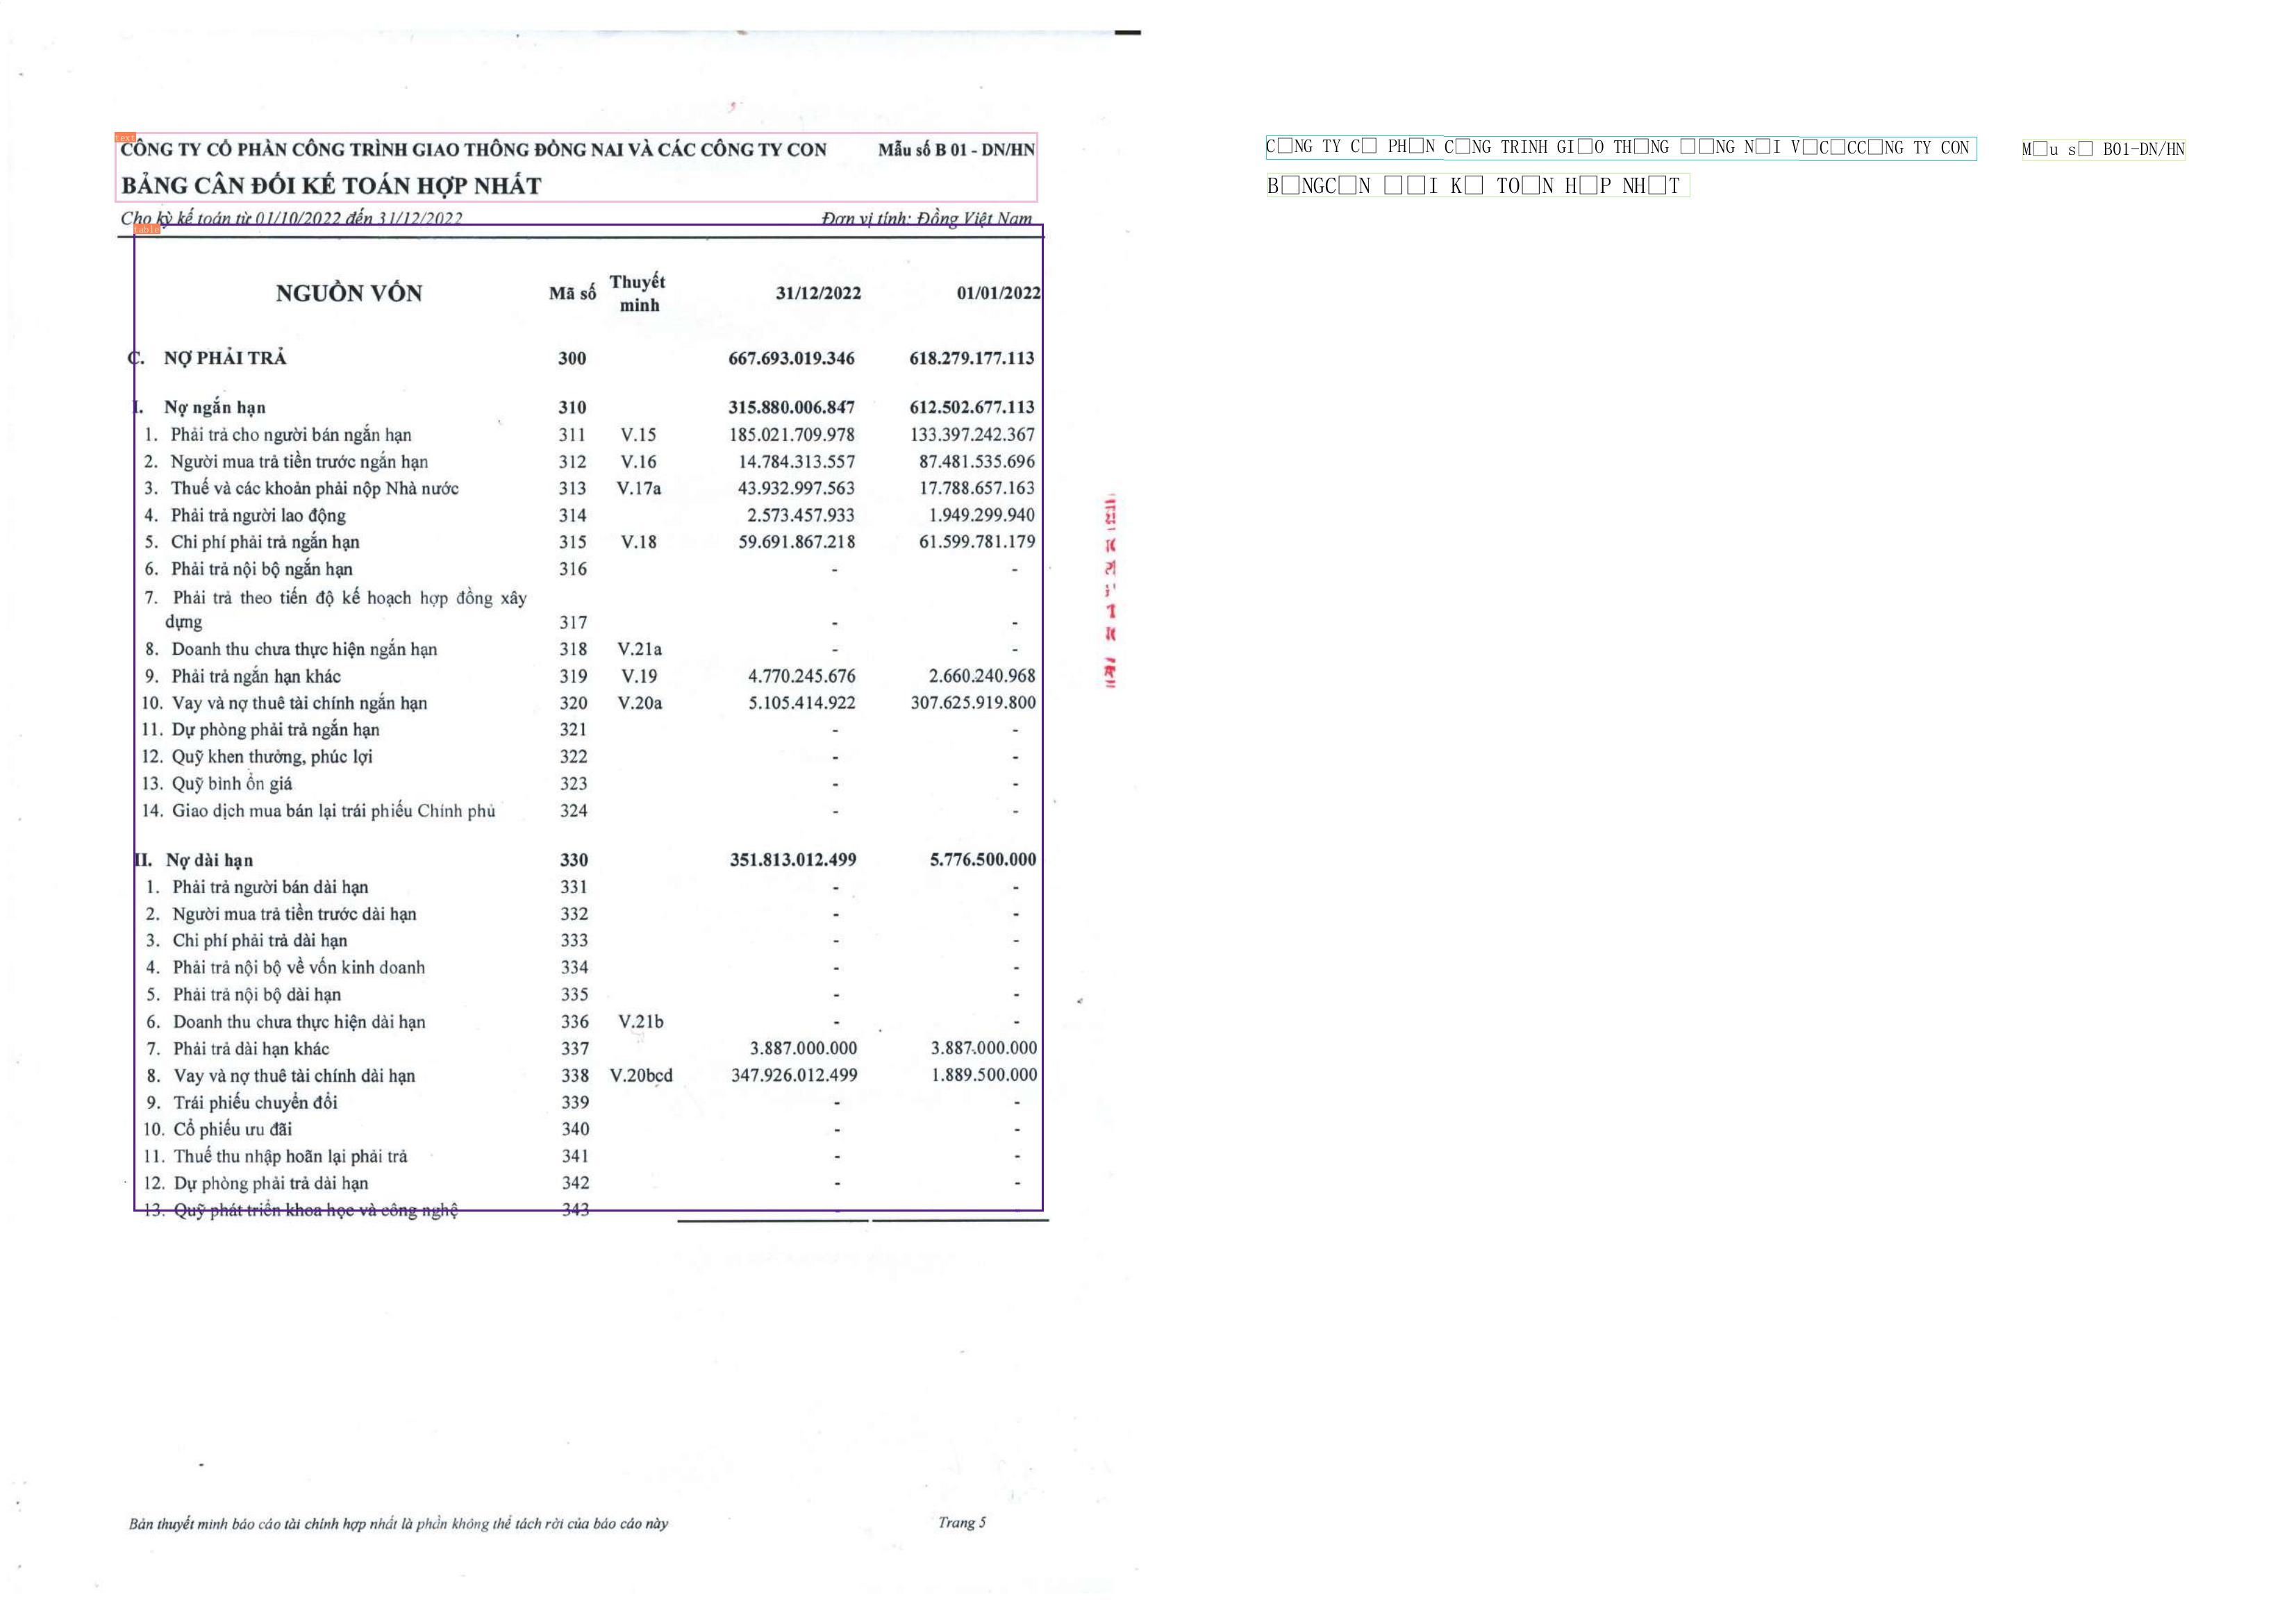 text
CÔNG TY CỔ PHẦN CÔNG TRÌNH GIAO THÔNG ĐỒNG NAI VÀ CÁC CÔNG TY CON Mẫu số B 01 - DN/HN
BẢNG CÂN ĐỐI KẾ TOÁN HỢP NHẤT
Cho kỳ kế toán từ 01/10/2022 đến 31/12/2022 Đơn vị tính: Đồng Việt Nam
table
NGUỒN VỐN Mã số Thuyết minh 31/12/2022 01/01/2022
C. NỢ PHẢI TRẢ 300 667.693.019.346 618.279.177.113
I. Nợ ngắn hạn 310 315.880.006.847 612.502.677.113
1. Phải trả cho người bán ngắn hạn 311 V.15 185.021.709.978 133.397.242.367
2. Người mua trả tiền trước ngắn hạn 312 V.16 14.784.313.557 87.481.535.696
3. Thuế và các khoản phải nộp Nhà nước 313 V.17a 43.932.997.563 17.788.657.163
4. Phải trả người lao động 314 2.573.457.933 1.949.299.940
5. Chi phí phải trả ngắn hạn 315 V.18 59.691.867.218 61.599.781.179
6. Phải trả nội bộ ngắn hạn 316 - -
7. Phải trả theo tiến độ kế hoạch hợp đồng xây
dựng 317 - -
8. Doanh thu chưa thực hiện ngắn hạn 318 V.21a - -
9. Phải trả ngắn hạn khác 319 V.19 4.770.245.676 2.660.240.968
10. Vay và nợ thuê tài chính ngắn hạn 320 V.20a 5.105.414.922 307.625.919.800
11. Dự phòng phải trả ngắn hạn 321 - -
12. Quỹ khen thưởng, phúc lợi 322 - -
13. Quỹ bình ổn giá 323 - -
14. Giao dịch mua bán lại trái phiếu Chính phủ 324 - -
II. Nợ dài hạn 330 351.813.012.499 5.776.500.000
1. Phải trả người bán dài hạn 331 - -
2. Người mua trả tiền trước dài hạn 332 - -
3. Chi phí phải trả dài hạn 333 - -
4. Phải trả nội bộ về vốn kinh doanh 334 - -
5. Phải trả nội bộ dài hạn 335 - -
6. Doanh thu chưa thực hiện dài hạn 336 V.21b - -
7. Phải trả dài hạn khác 337 3.887.000.000 3.887.000.000
8. Vay và nợ thuê tài chính dài hạn 338 V.20bcd 347.926.012.499 1.889.500.000
9. Trái phiếu chuyển đổi 339 - -
10. Cổ phiếu ưu đãi 340 - -
11. Thuế thu nhập hoãn lại phải trả 341 - -
12. Dự phòng phải trả dài hạn 342 - -
13. Quỹ phát triển khoa học và công nghệ 343 - -
Bản thuyết minh báo cáo tài chính hợp nhất là phần không thể tách rời của báo cáo này Trang 5
C□NG TY C□ PH□N C□NG TRINH GI□O TH□NG □□NG N□I V□C□CC□NG TY CON M□u s□ B01-DN/HN
B□NGC□N □□I K□ TO□N H□P NH□T